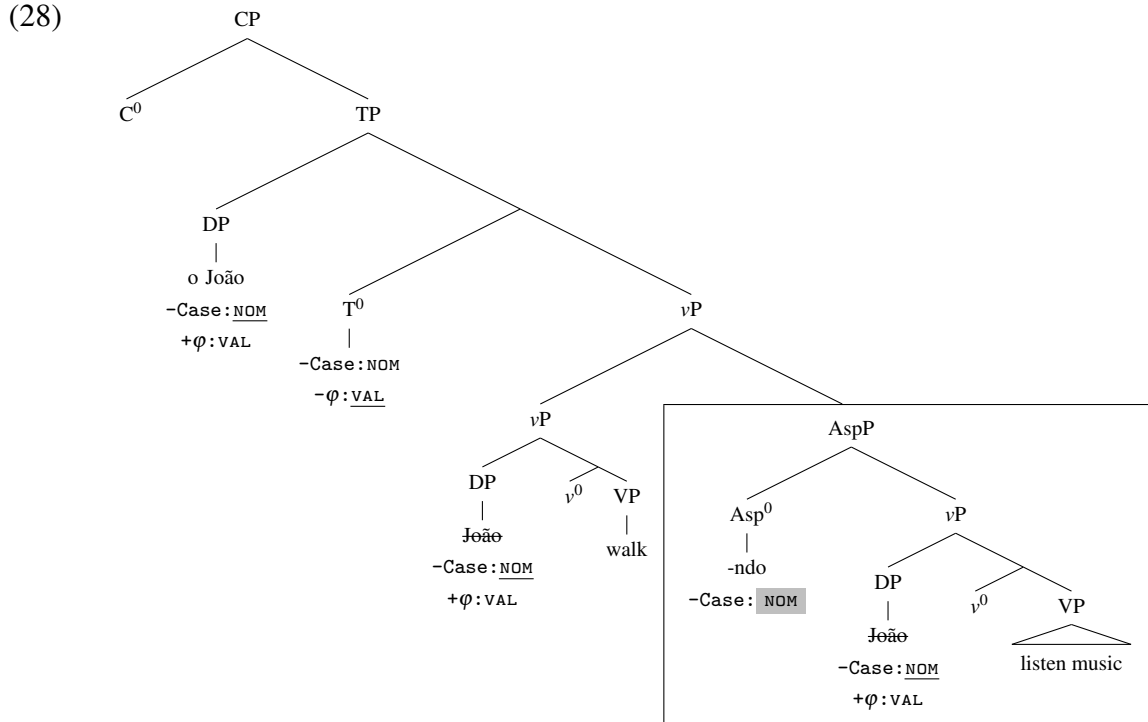 (28)
CP
C⁰ TP
DP
o João
-Case:NOM
+φ:VAL
T⁰
-Case:NOM
-φ:VAL
vP
vP
DP
João
-Case:NOM
+φ:VAL
v⁰ VP
walk
AspP
Asp⁰
-ndo
-Case: NOM
vP
DP
João
-Case:NOM
+φ:VAL
v⁰ VP
listen music